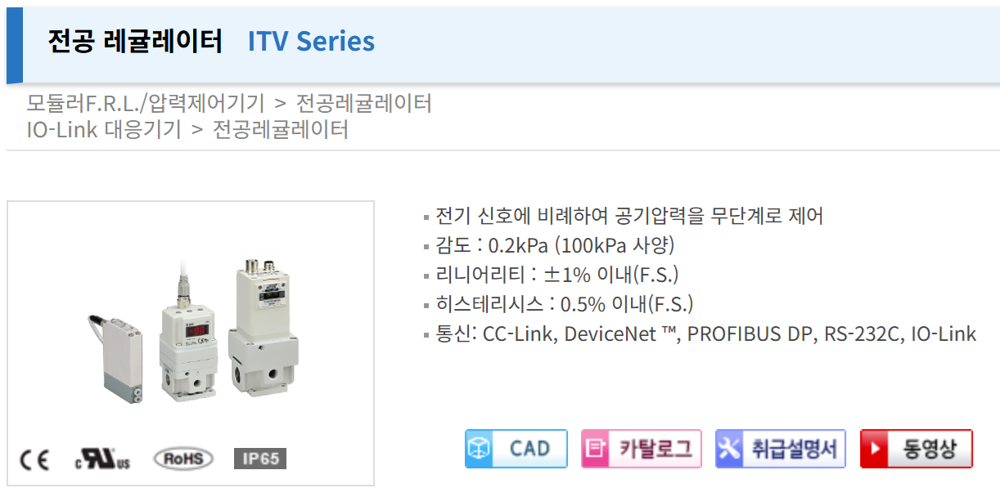 전공 레귤레이터 ITV Series
모듈러F.R.L./압력제어기기 > 전공레귤레이터
IO-Link 대응기기 > 전공레귤레이터
전기 신호에 비례하여 공기압력을 무단계로 제어
감도 : 0.2kPa (100kPa 사양)
리니어리티 : ±1% 이내(F.S.)
히스테리시스 : 0.5% 이내(F.S.)
통신: CC-Link, DeviceNet ™, PROFIBUS DP, RS-232C, IO-Link
CE c RU US RoHS IP65
CAD 카탈로그 취급설명서 동영상